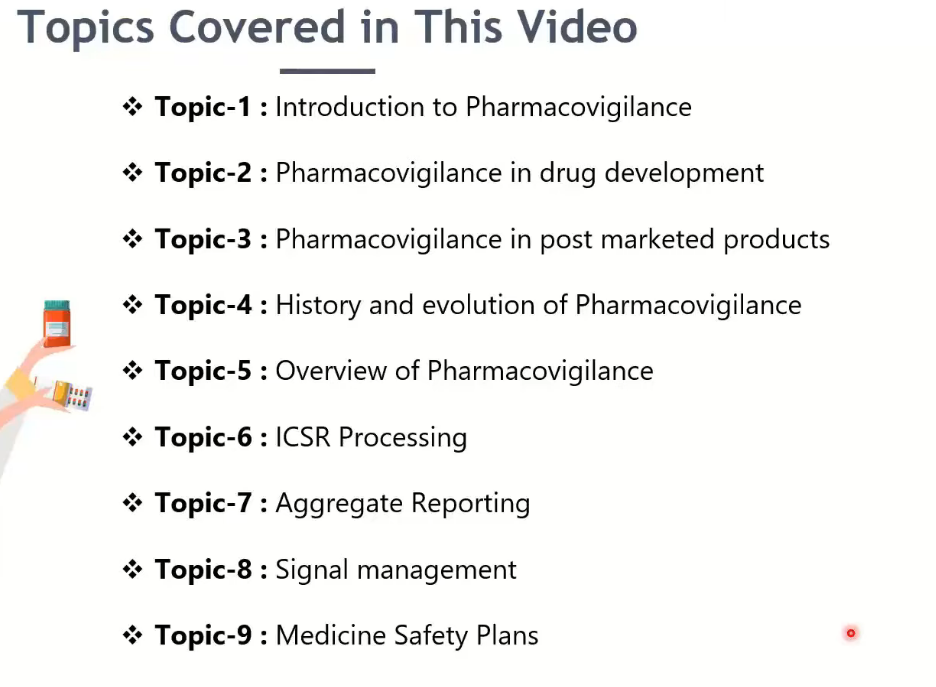 Topics Covered in This Video
❖ Topic-1 : Introduction to Pharmacovigilance
❖ Topic-2 : Pharmacovigilance in drug development
❖ Topic-3 : Pharmacovigilance in post marketed products
❖ Topic-4 : History and evolution of Pharmacovigilance
❖ Topic-5 : Overview of Pharmacovigilance
❖ Topic-6 : ICSR Processing
❖ Topic-7 : Aggregate Reporting
❖ Topic-8 : Signal management
❖ Topic-9 : Medicine Safety Plans